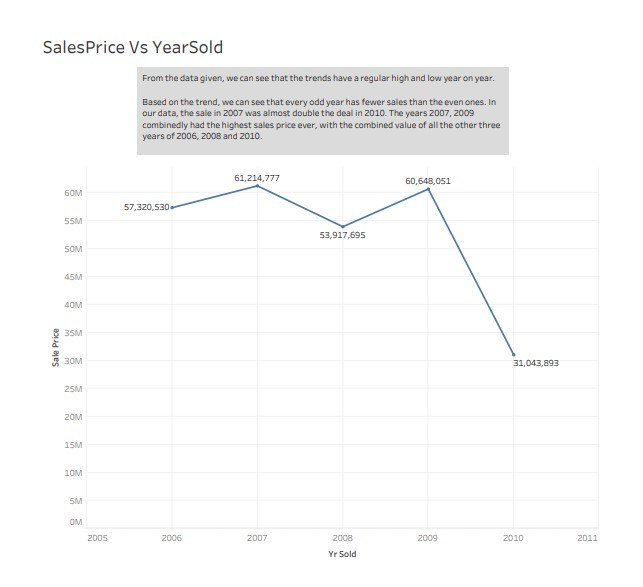 SalesPrice Vs YearSold
From the data given, we can see that the trends have a regular high and low year on year.
Based on the trend, we can see that every odd year has fewer sales than the even ones. In
our data, the sale in 2007 was almost double the deal in 2010. The years 2007, 2009
combinedly had the highest sales price ever, with the combined value of all the other three
years of 2006, 2008 and 2010.
61,214,777
60,648,051
60M
57,320,530
55M
53,917,695
50M
45M
40M
35M
Sale Price
30M
31,043,893
25M
20M
15M
10M
5M
0M
2005 2006 2007 2008 2009 2010 2011
Yr Sold